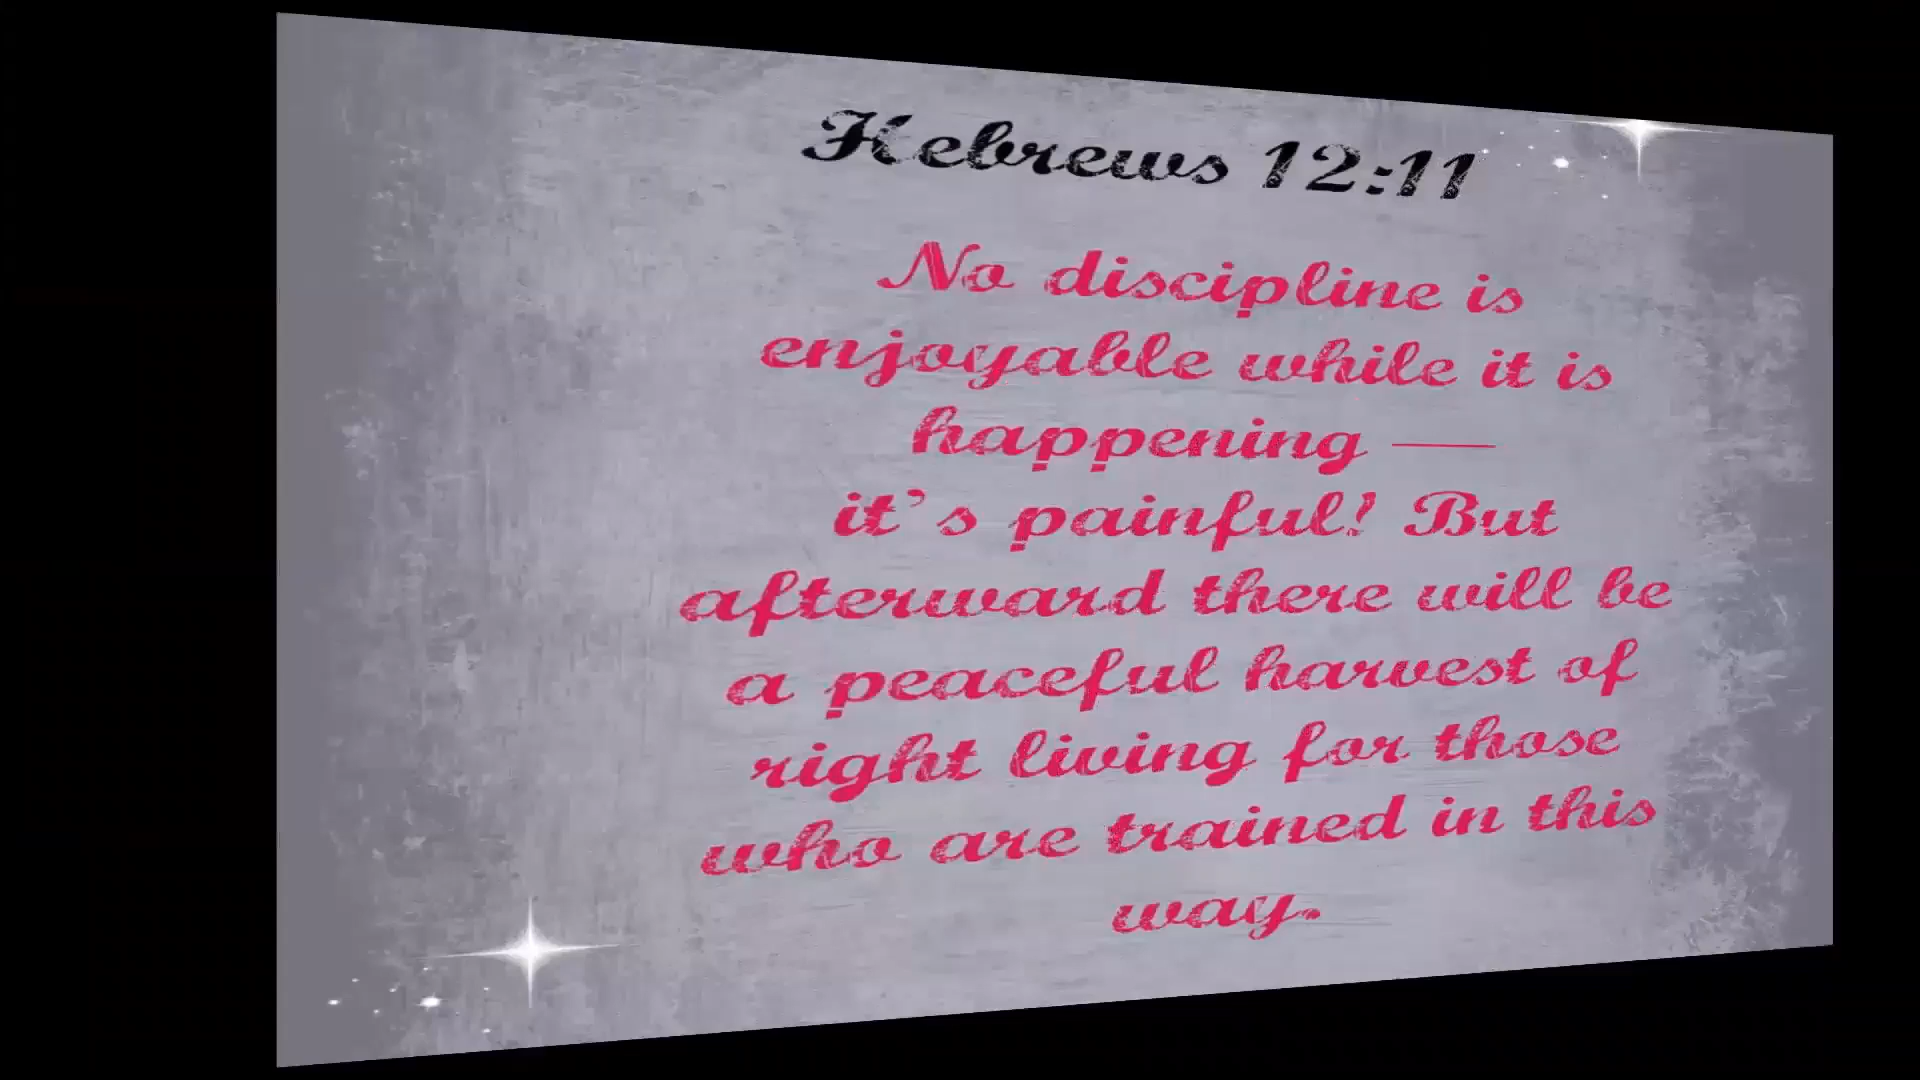 Hebrews 12:11
No discipline is
enjoyable while it is
happening —
it's painful! But
afterward there will be
a peaceful harvest of
right living for those
who are trained in this
way.